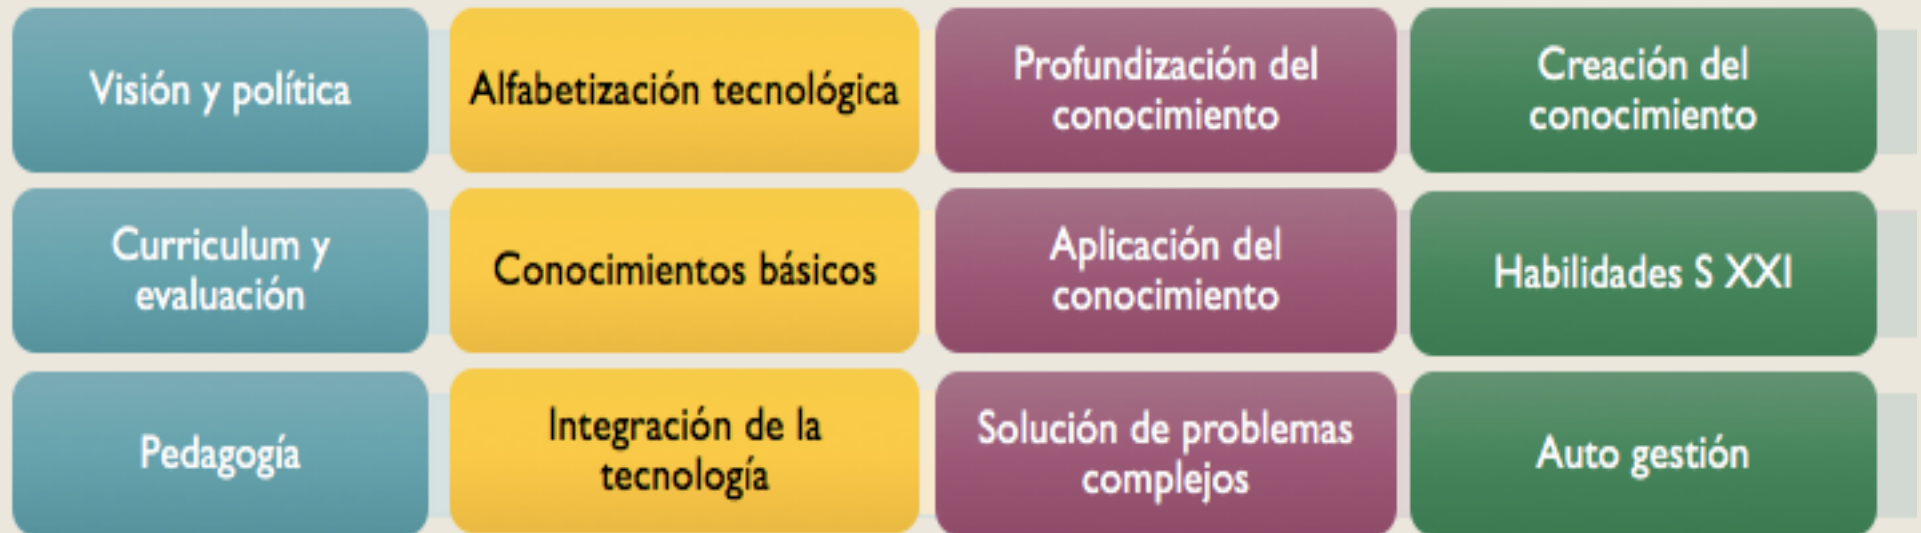 Visión y política
Alfabetización tecnológica
Profundización del
conocimiento
Creación del
conocimiento
Curriculum y
evaluación
Conocimientos básicos
Aplicación del
conocimiento
Habilidades S XXI
Pedagogía
Integración de la
tecnología
Solución de problemas
complejos
Auto gestión